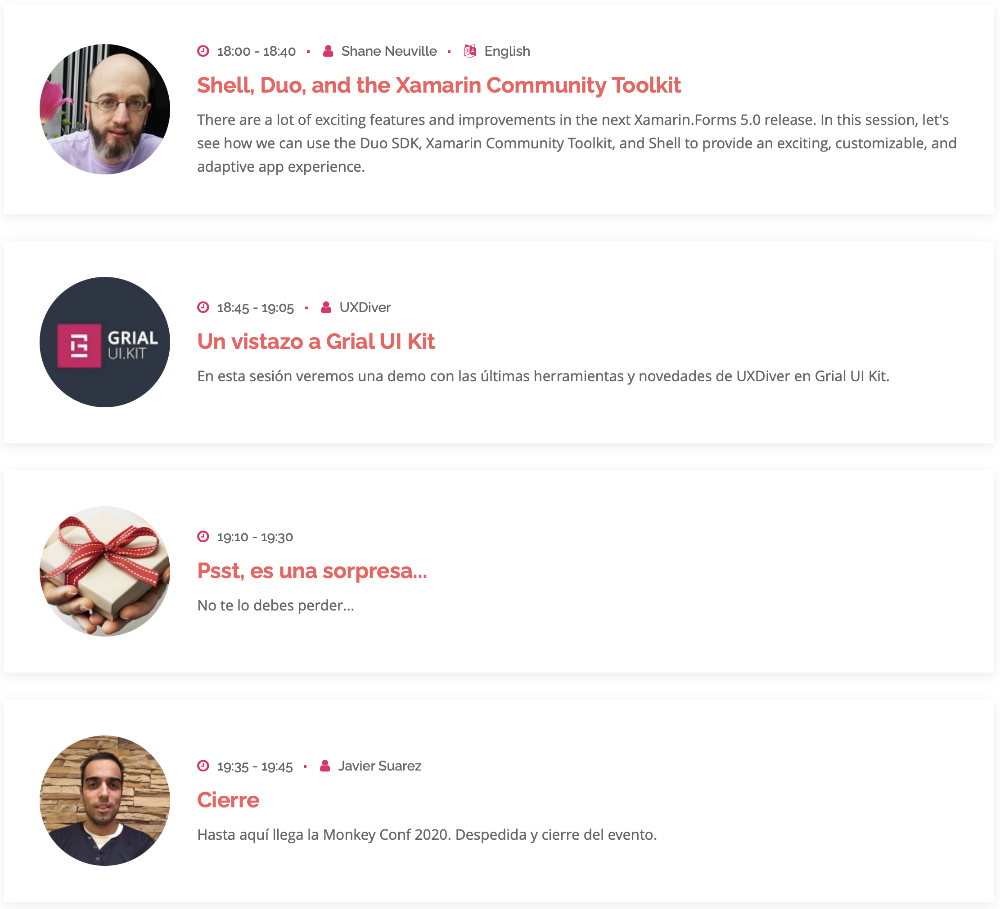 18:00 - 18:40 · Shane Neuville · English
Shell, Duo, and the Xamarin Community Toolkit
There are a lot of exciting features and improvements in the next Xamarin.Forms 5.0 release. In this session, let's
see how we can use the Duo SDK, Xamarin Community Toolkit, and Shell to provide an exciting, customizable, and
adaptive app experience.
GRIAL
UI.KIT
18:45 - 19:05 · UXDiver
Un vistazo a Grial UI Kit
En esta sesión veremos una demo con las últimas herramientas y novedades de UXDiver en Grial UI Kit.
19:10 - 19:30
Psst, es una sorpresa...
No te lo debes perder...
19:35 - 19:45 · Javier Suarez
Cierre
Hasta aquí llega la Monkey Conf 2020. Despedida y cierre del evento.